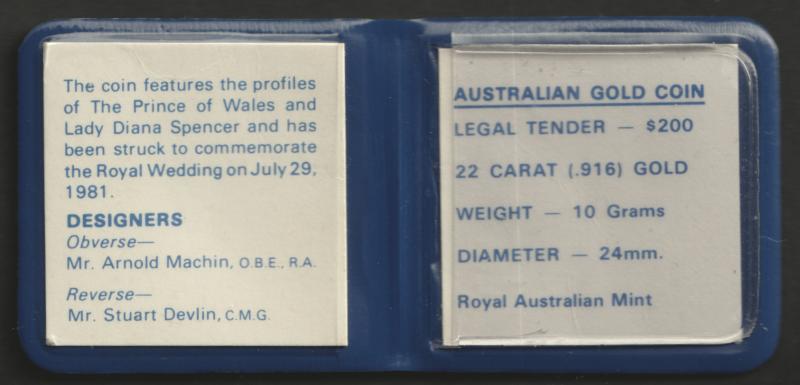 The coin features the profiles
of The Prince of Wales and
Lady Diana Spencer and has
been struck to commemorate
the Royal Wedding on July 29,
1981.
DESIGNERS
Obverse—
Mr. Arnold Machin, O.B.E., R.A.
Reverse—
Mr. Stuart Devlin, C.M.G.
AUSTRALIAN GOLD COIN
LEGAL TENDER — $200
22 CARAT (.916) GOLD
WEIGHT — 10 Grams
DIAMETER — 24mm.
Royal Australian Mint